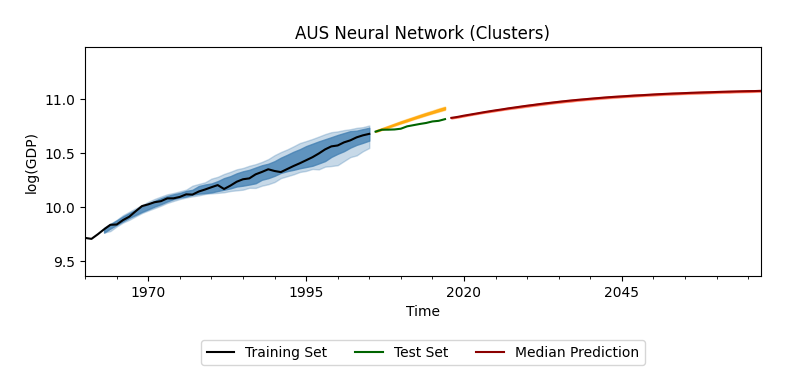 AUS Neural Network (Clusters)
11.0
10.5
10.0
9.5
log(GDP)
1970 1995 2020 2045
Time
Training Set Test Set Median Prediction